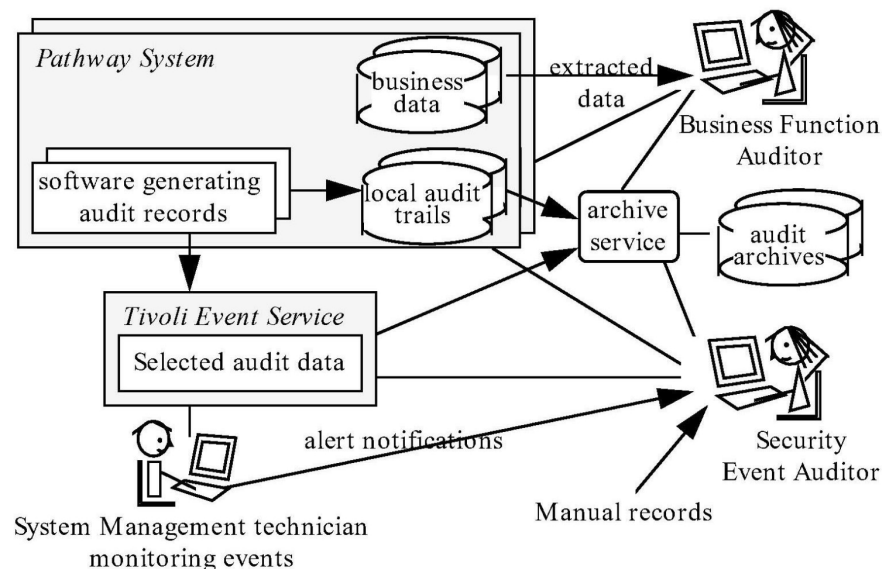 Pathway System
business
data
extracted
data
Business Function
Auditor
software generating
audit records
local audit
trails
archive
service
audit
archives
Tivoli Event Service
Selected audit data
alert notifications
Security
Event Auditor
Manual records
System Management technician
monitoring events